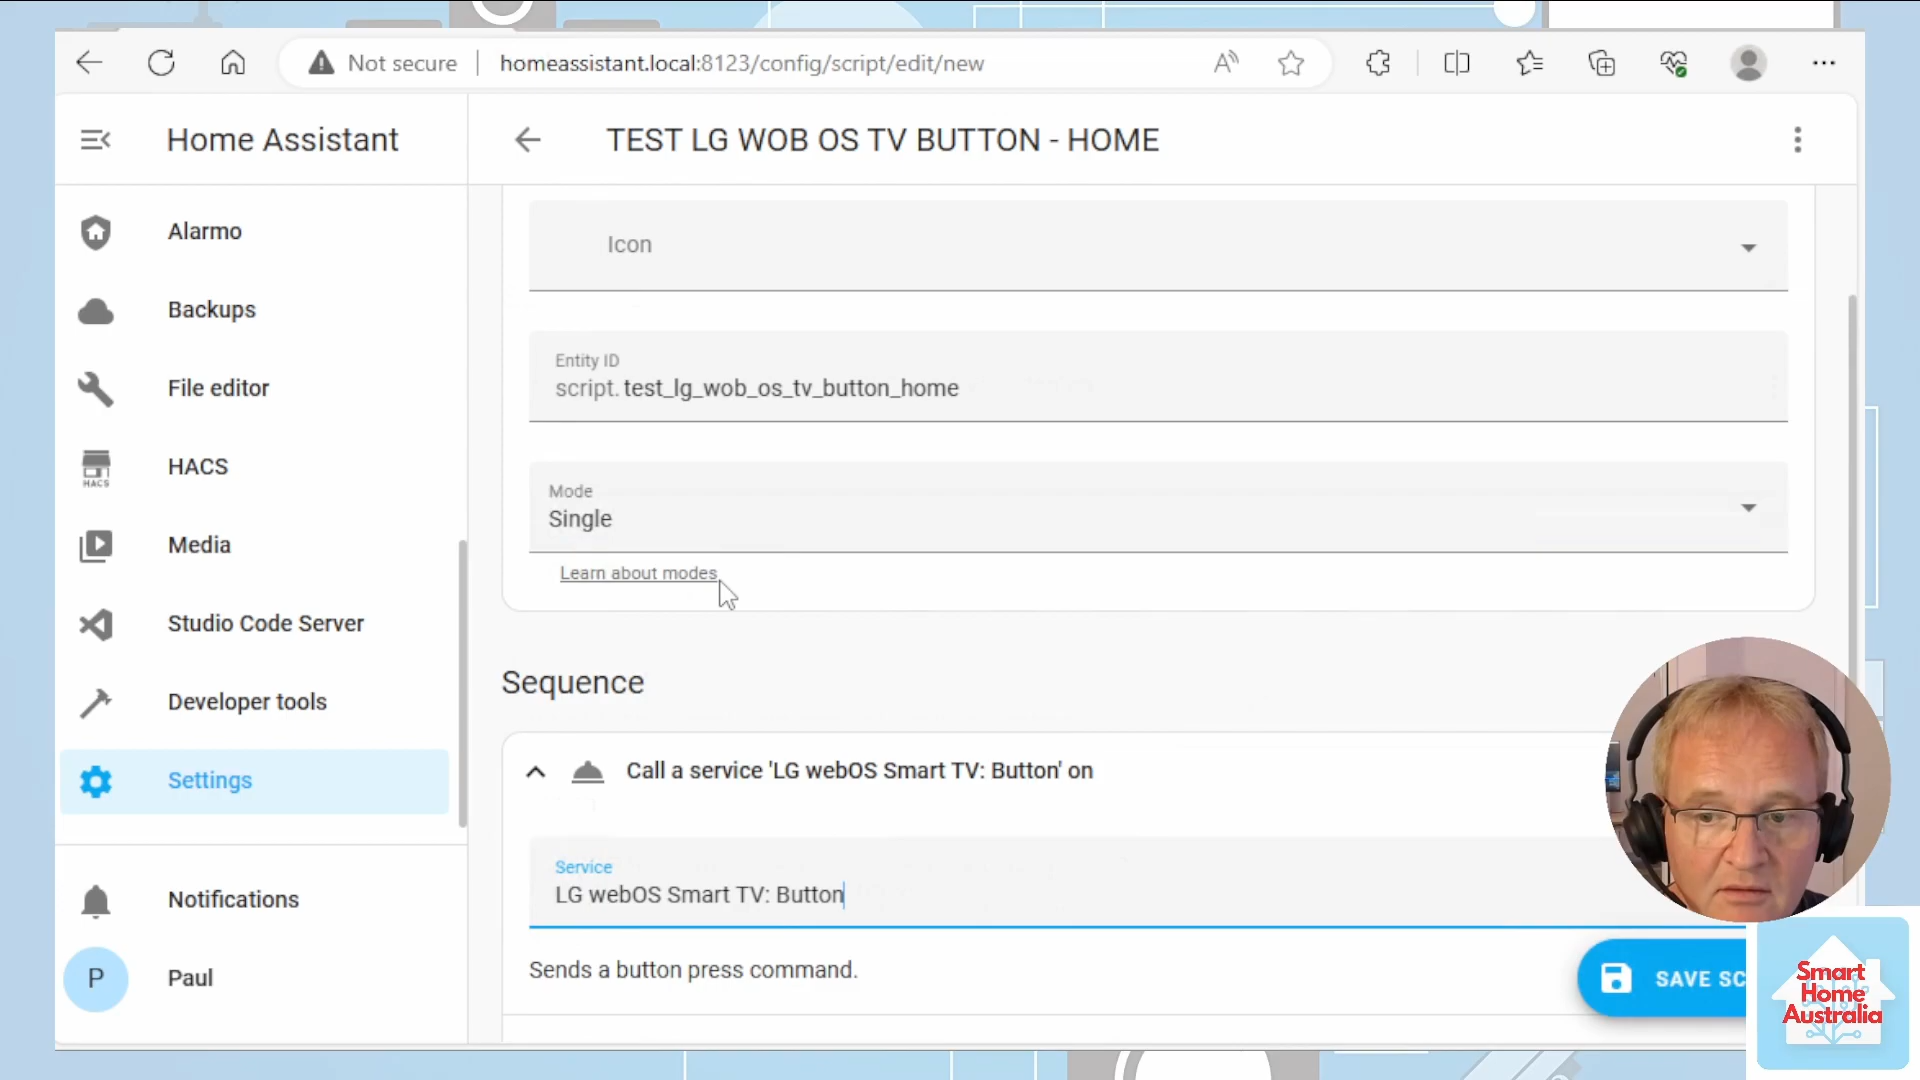 Not secure
homeassistant.local:8123/config/script/edit/new
Home Assistant
TEST LG WOB OS TV BUTTON - HOME
Alarmo
Backups
File editor
HACS
HACS
Media
Studio Code Server
Developer tools
Settings
Notifications
P
Paul
Icon
Entity ID
script. test_lg_wob_os_tv_button_home
Mode
Single
Learn about modes
Sequence
Call a service 'LG webOS Smart TV: Button' on
Service
LG webOS Smart TV: Button
Sends a button press command.
SAVE SC
Smart
Home
Australia